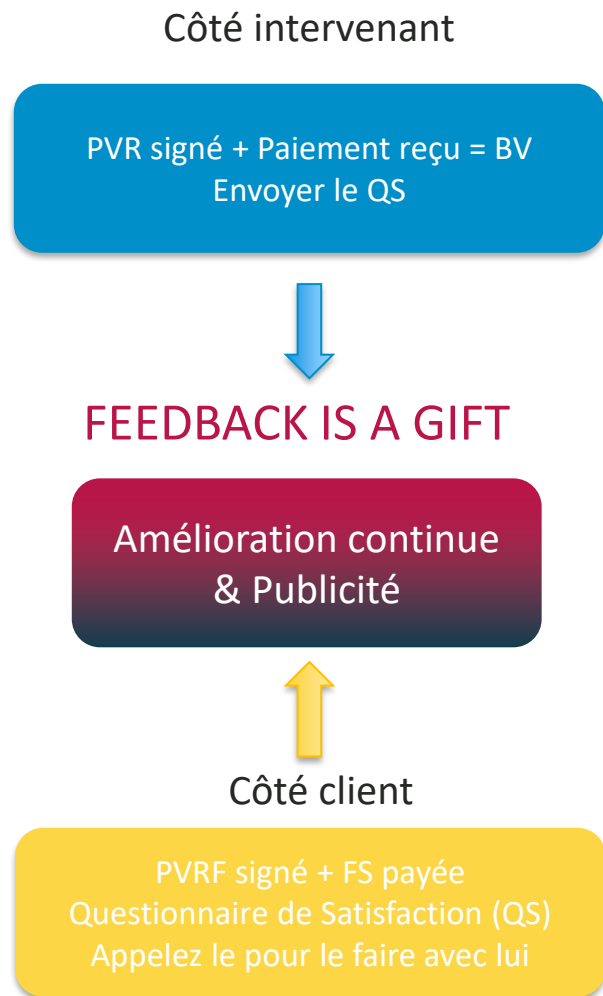 Côté intervenant
PVR signé + Paiement reçu = BV
Envoyer le QS
FEEDBACK IS A GIFT
Amélioration continue
& Publicité
Côté client
PVRF signé + FS payée
Questionnaire de Satisfaction (QS)
Appelez le pour le faire avec lui